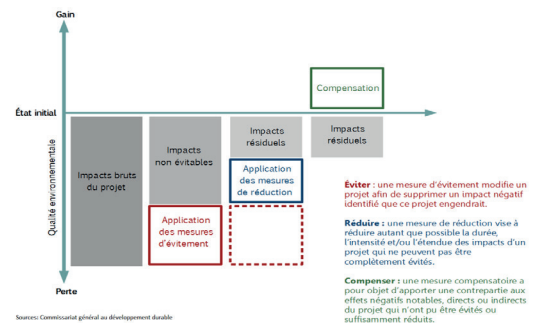 Gain
Compensation
État initial
Qualité environnementale
Impacts bruts
du projet
Impacts
non évitables
Impacts
résiduels
Impacts
résiduels
Application
des mesures
de réduction
Application
des mesures
d'évitement
Perte
Éviter : une mesure d'évitement modifie un
projet afin de supprimer un impact négatif
identifié que ce projet engendrait.
Réduire : une mesure de réduction vise à
réduire autant que possible la durée,
l'intensité et/ou l'étendue des impacts d'un
projet qui ne peuvent pas être
complètement évités.
Compenser : une mesure compensatoire a
pour objet d'apporter une contrepartie aux
effets négatifs notables, directs ou indirects
du projet qui n'ont pu être évités ou
suffisamment réduits.
Sources: Commissariat général au développement durable